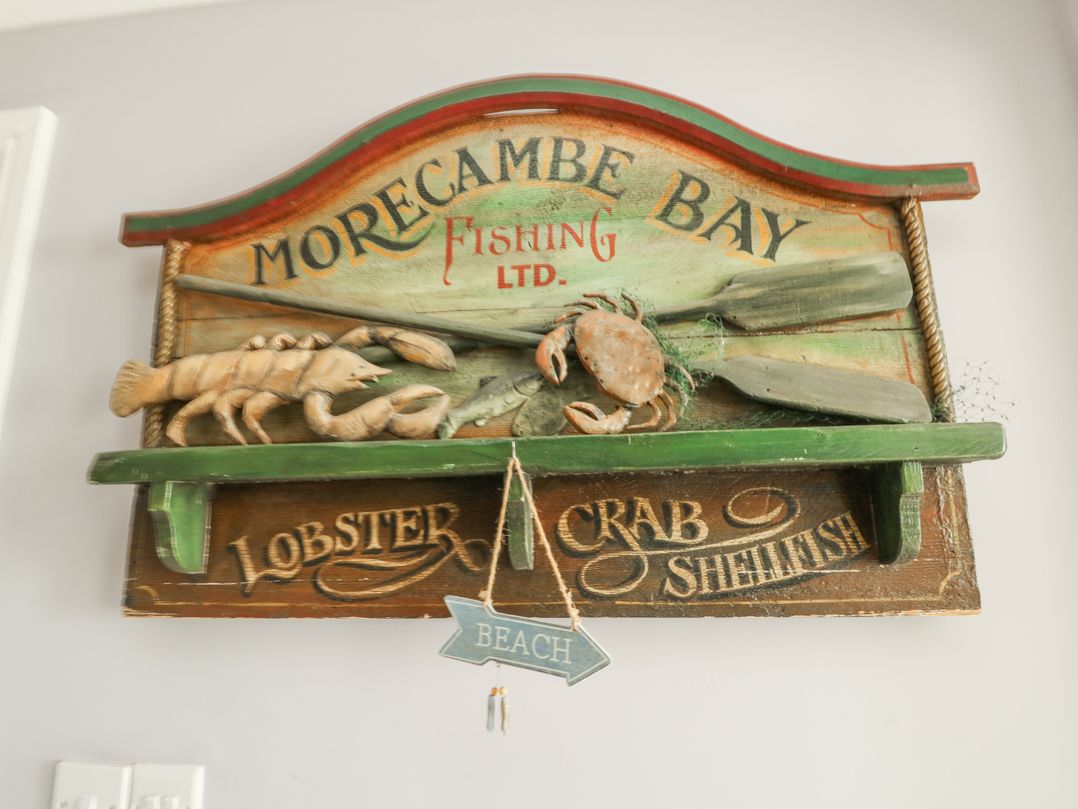 MORECAMBE BAY
FISHING
LTD.
LOBSTER CRAB
SHELLFISH
BEACH